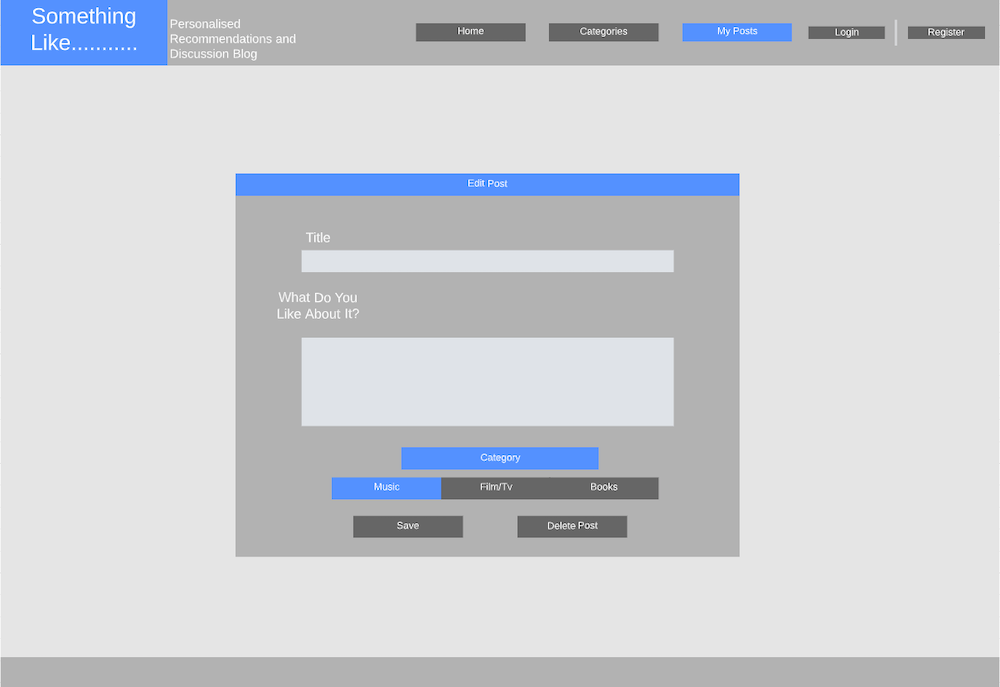 Something
Like...........
Personalised
Recommendations and
Discussion Blog
Home
Categories
My Posts
Login
Register
Edit Post
Title
What Do You
Like About It?
Category
Music
Film/Tv
Books
Save
Delete Post